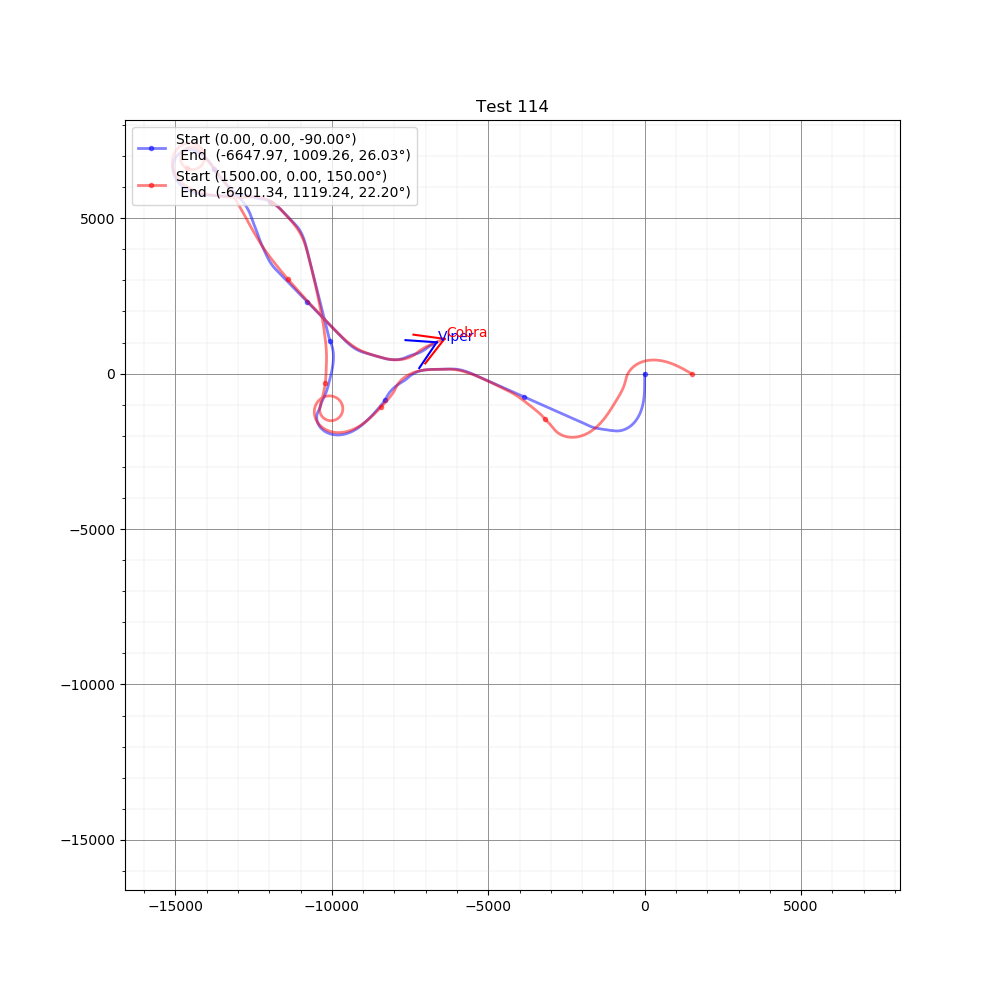 Test 114
Start (0.00, 0.00, -90.00°)
End (-6647.97, 1009.26, 26.03°)
Start (1500.00, 0.00, 150.00°)
End (-6401.34, 1119.24, 22.20°)
5000
Cobra
Viper
0
−5000
−10000
−15000
−15000 −10000 −5000 0 5000